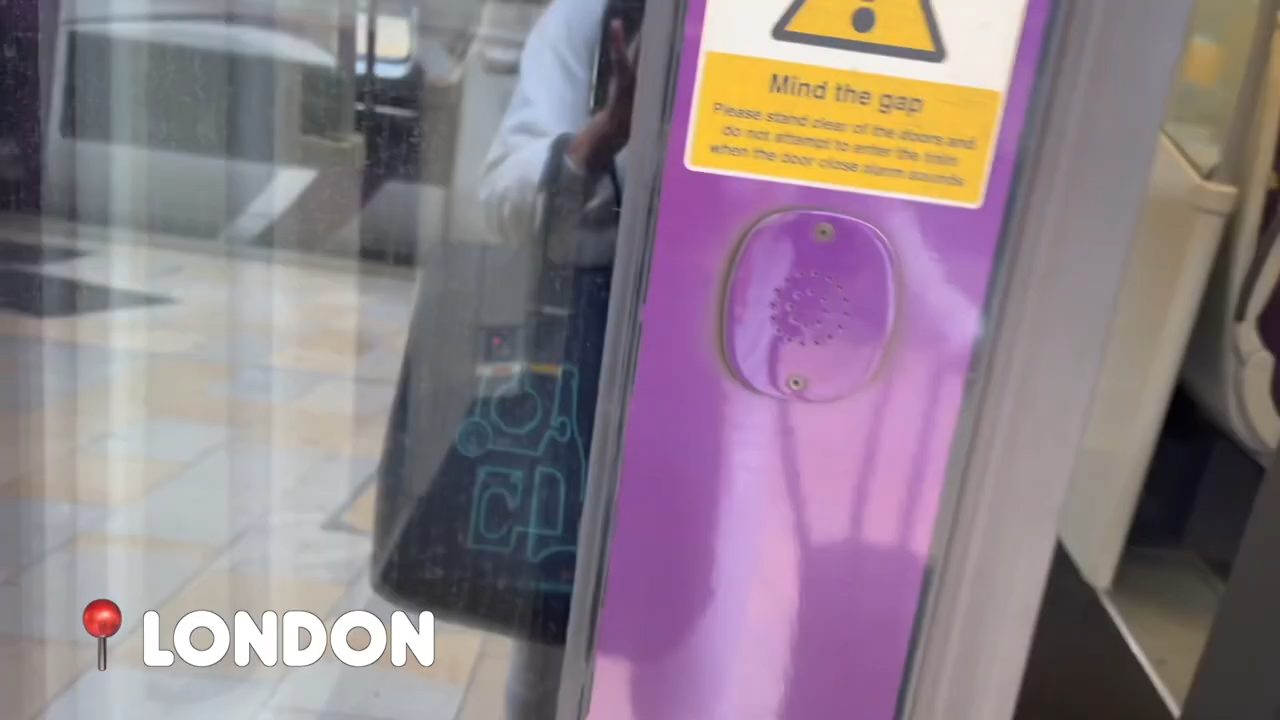 Mind the gap
Please stand clear of the doors and
do not attempt to enter the train
when the door close alarm sounds
LONDON